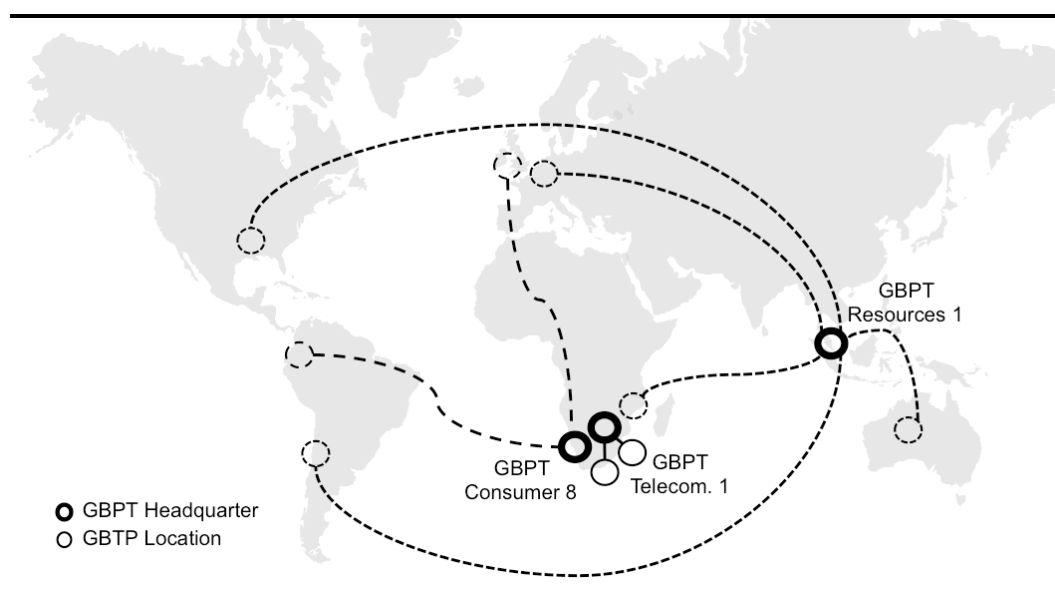 GBPT
Resources 1
GBPT
Consumer 8
GBPT
Telecom. 1
GBPT Headquarter
GBTP Location